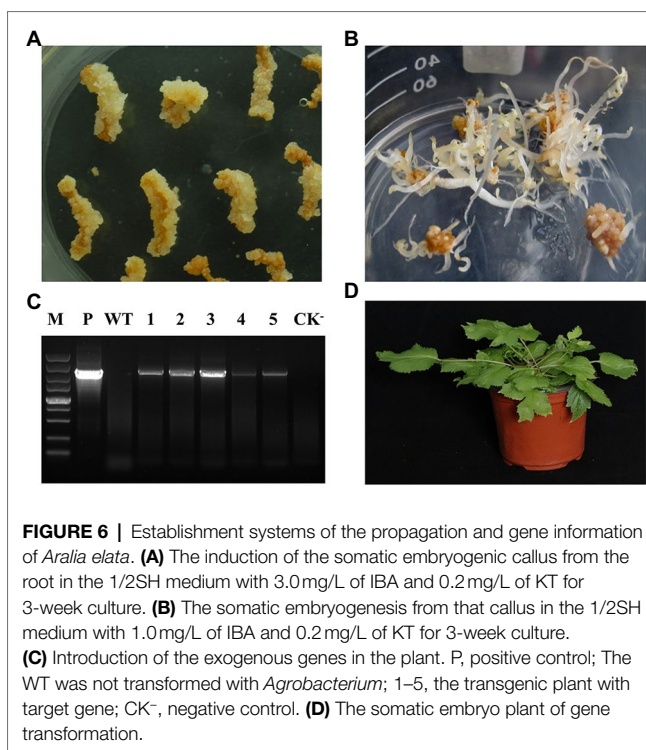 A
B
40
60
C
M P WT 1 2 3 4 5 CK⁻
D
FIGURE 6 | Establishment systems of the propagation and gene information
of Aralia elata. (A) The induction of the somatic embryogenic callus from the
root in the 1/2SH medium with 3.0 mg/L of IBA and 0.2 mg/L of KT for
3-week culture. (B) The somatic embryogenesis from that callus in the 1/2SH
medium with 1.0 mg/L of IBA and 0.2 mg/L of KT for 3-week culture.
(C) Introduction of the exogenous genes in the plant. P, positive control; The
WT was not transformed with Agrobacterium; 1–5, the transgenic plant with
target gene; CK⁻, negative control. (D) The somatic embryo plant of gene
transformation.